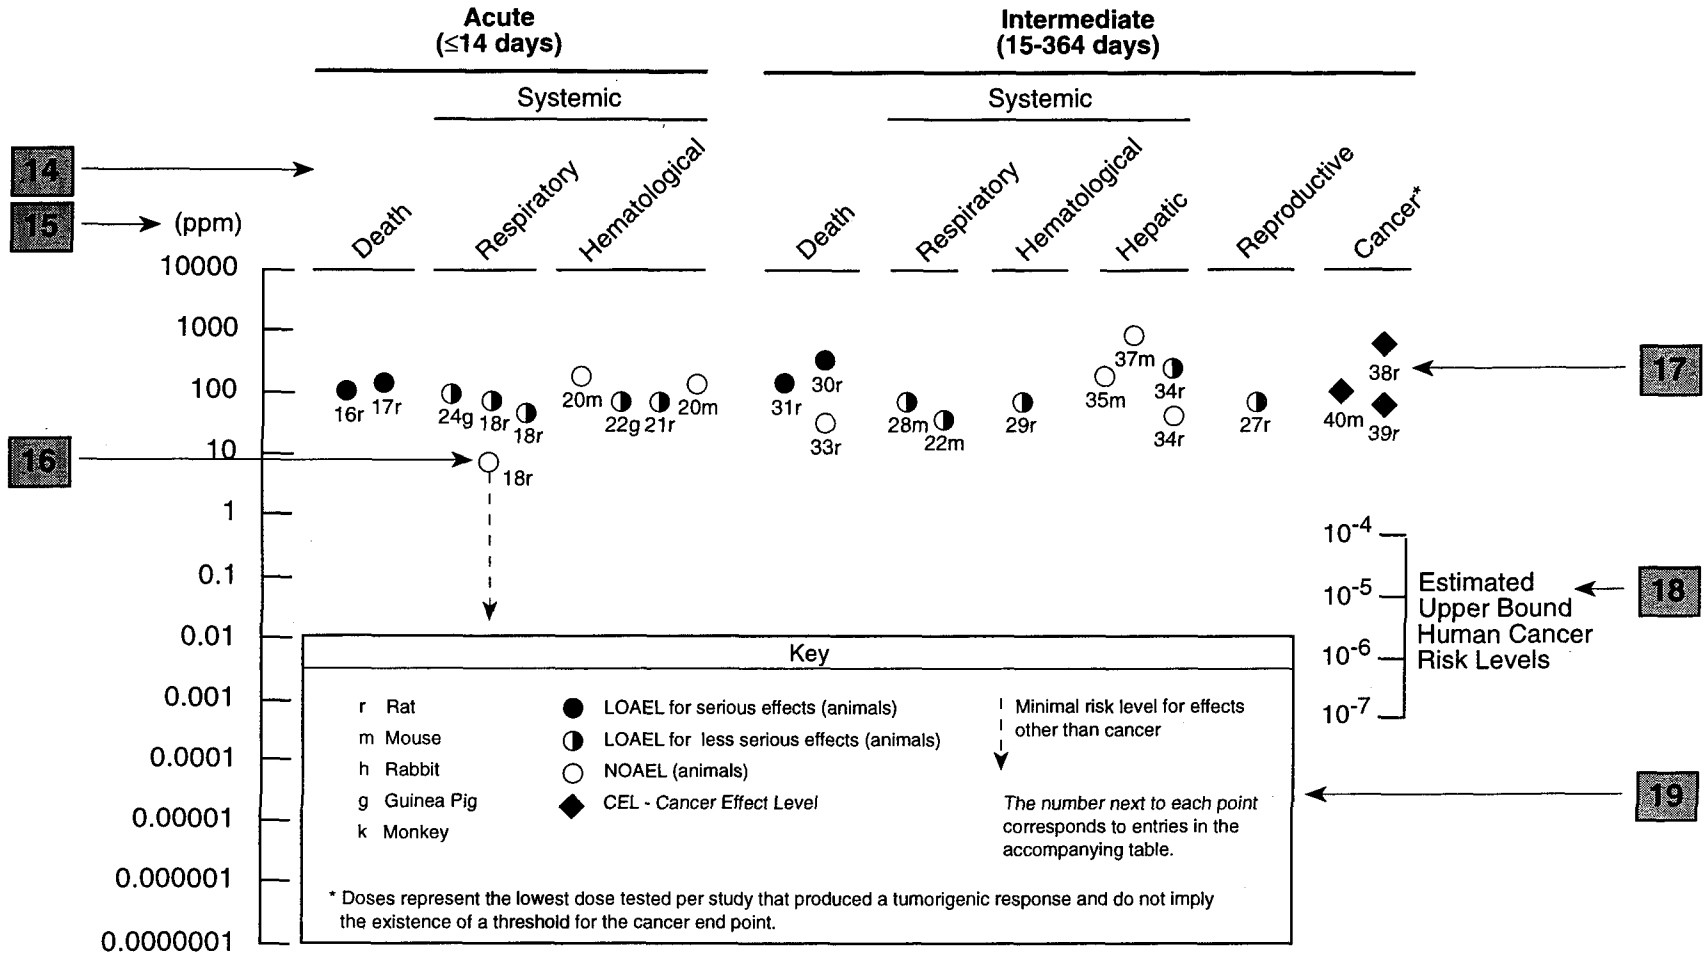 Acute
(≤14 days)
Intermediate
(15-364 days)
Systemic
Systemic
14
15
(ppm)
Death
Respiratory
Hematological
Death
Respiratory
Hematological
Hepatic
Reproductive
Cancer*
10000
1000
100
10
1
0.1
0.01
0.001
0.0001
0.00001
0.000001
0.0000001
16r
17r
24g
18r
18r
18r
20m
22g
21r
20m
31r
30r
33r
28m
22m
29r
35m
37m
34r
34r
27r
40m
38r
39r
16
17
10-4
10-5
10-6
10-7
Estimated
Upper Bound
Human Cancer
Risk Levels
18
19
Key
r Rat
m Mouse
h Rabbit
g Guinea Pig
k Monkey
LOAEL for serious effects (animals)
LOAEL for less serious effects (animals)
NOAEL (animals)
CEL - Cancer Effect Level
Minimal risk level for effects
other than cancer
The number next to each point
corresponds to entries in the
accompanying table.
* Doses represent the lowest dose tested per study that produced a tumorigenic response and do not imply
the existence of a threshold for the cancer end point.